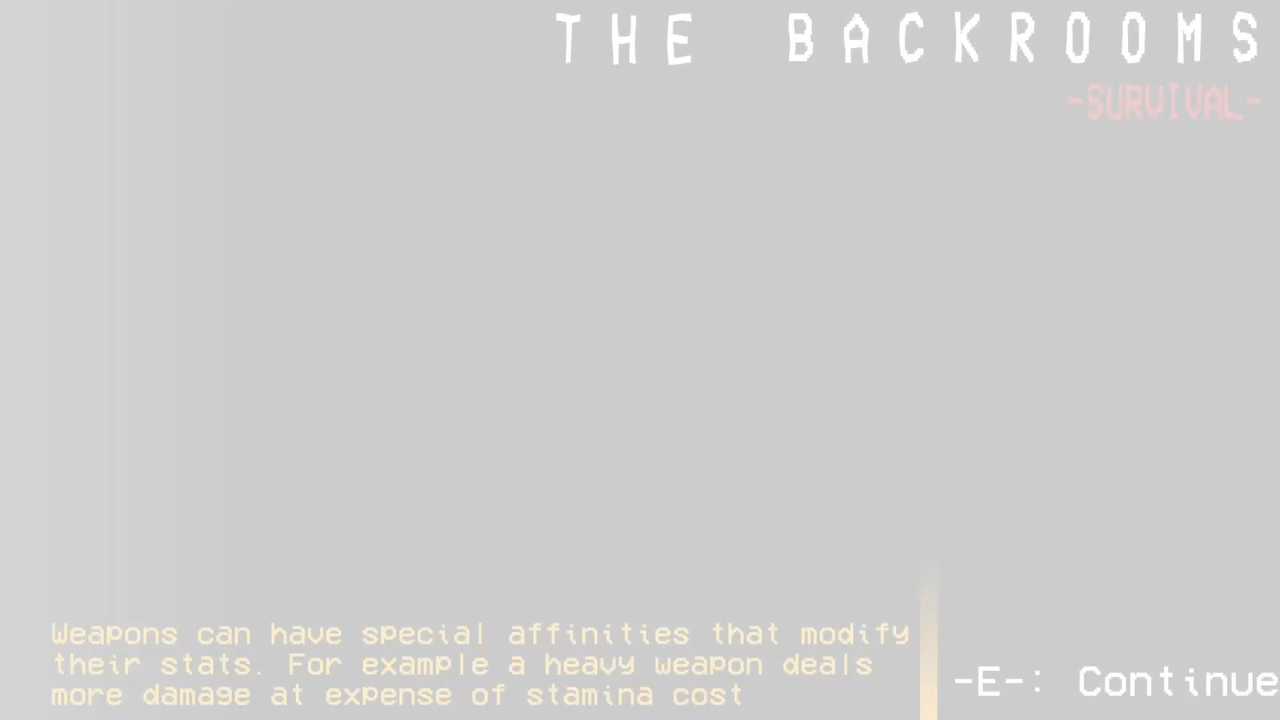 THE BACKROOMS
-SURVIVAL-
Weapons can have special affinities that modify
their stats. For example a heavy weapon deals
more damage at expense of stamina cost
-E-: Continue